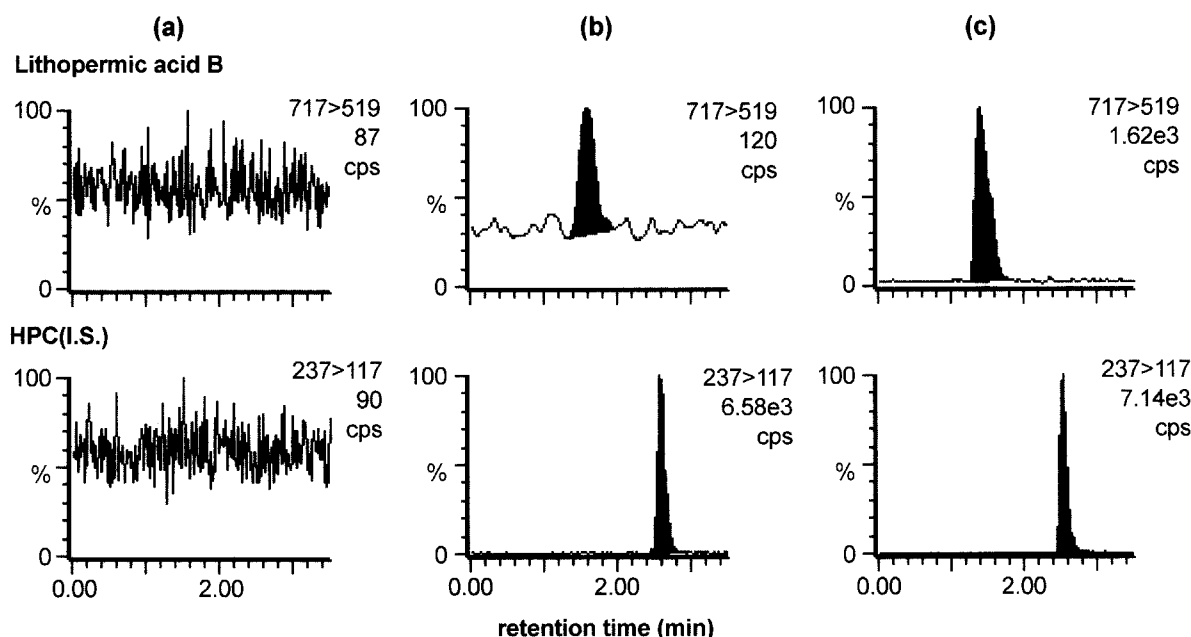 (a) (b) (c)
Lithopermic acid B
717>519
87
cps
100
%
0
717>519
120
cps
100
%
0
717>519
1.62e3
cps
100
%
0
HPC(I.S.)
237>117
90
cps
100
%
0
0.00 2.00
237>117
6.58e3
cps
100
%
0
0.00 2.00
237>117
7.14e3
cps
100
%
0
0.00 2.00
retention time (min)